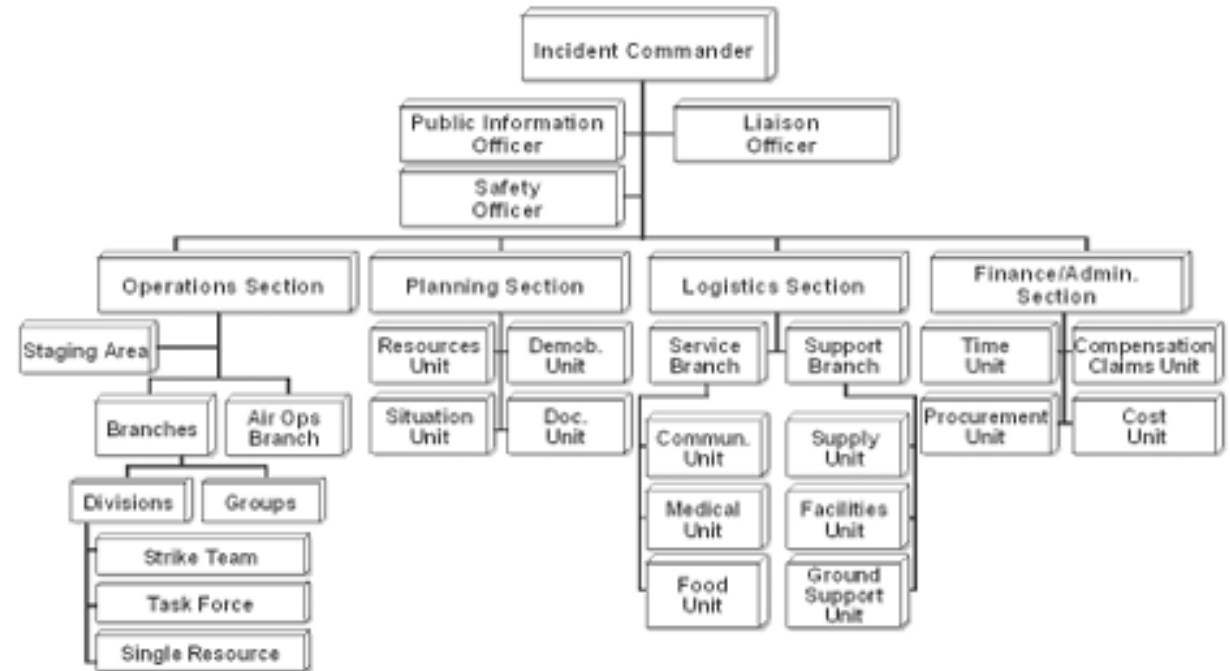 Incident Commander
Public Information
Officer
Liaison
Officer
Safety
Officer
Operations Section
Planning Section
Logistics Section
Finance/Admin.
Section
Staging Area
Resources
Unit
Demob.
Unit
Service
Branch
Support
Branch
Time
Unit
Compensation
Claims Unit
Branches
Air Ops
Branch
Situation
Unit
Doc.
Unit
Commun.
Unit
Supply
Unit
Procurement
Unit
Cost
Unit
Divisions
Groups
Medical
Unit
Facilities
Unit
Strike Team
Task Force
Single Resource
Food
Unit
Ground
Support
Unit